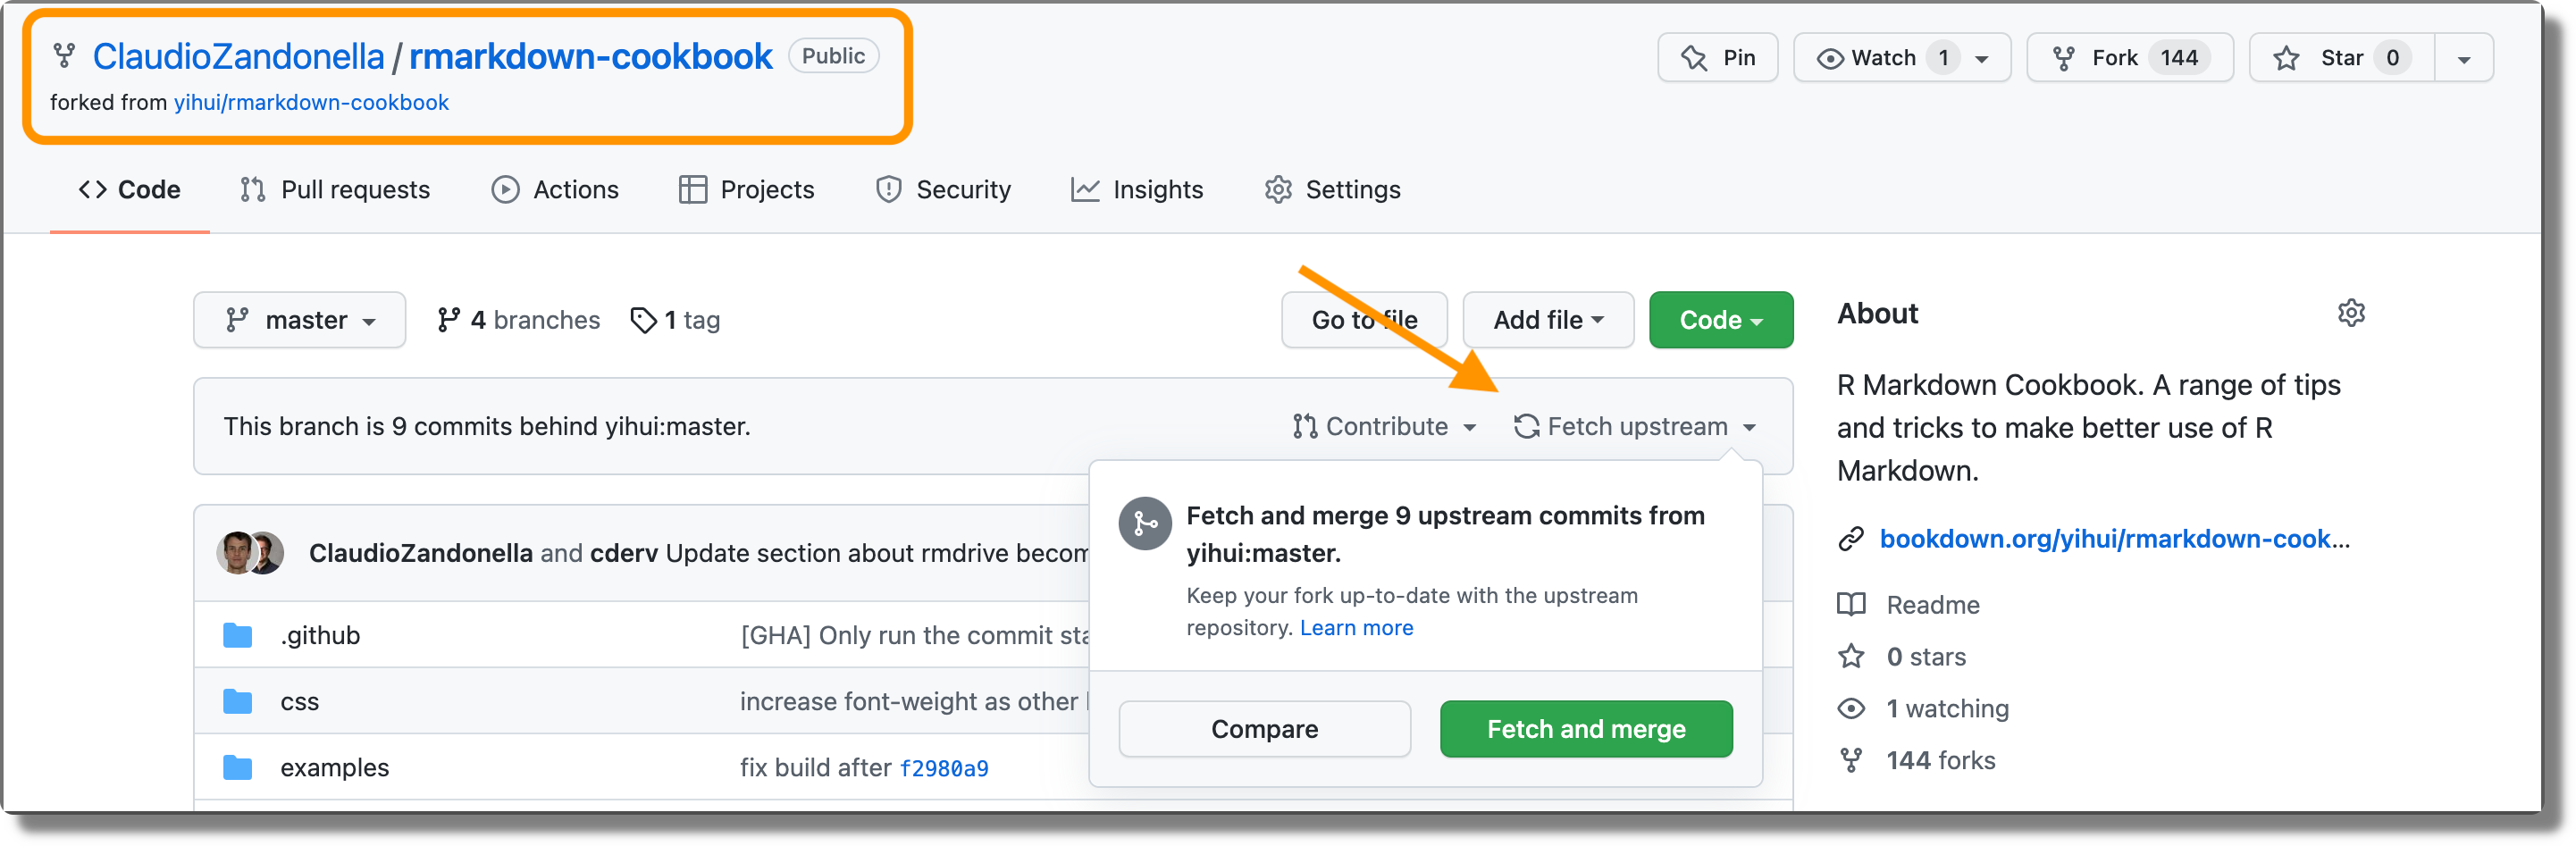 ClaudioZandonella / rmarkdown-cookbook Public
forked from yihui/rmarkdown-cookbook
Pin Watch 1 Fork 144 Star 0
Code Pull requests Actions Projects Security Insights Settings
master 4 branches 1 tag Go to file Add file Code
This branch is 9 commits behind yihui:master. Contribute Fetch upstream
Fetch and merge 9 upstream commits from
yihui:master.
Keep your fork up-to-date with the upstream
repository. Learn more
Compare Fetch and merge
ClaudioZandonella and cderv Update section about rmdrive
.github [GHA] Only run the commit
css increase font-weight as other
examples fix build after f2980a9
About
R Markdown Cookbook. A range of tips
and tricks to make better use of R
Markdown.
bookdown.org/yihui/rmarkdown-cook...
Readme
0 stars
1 watching
144 forks